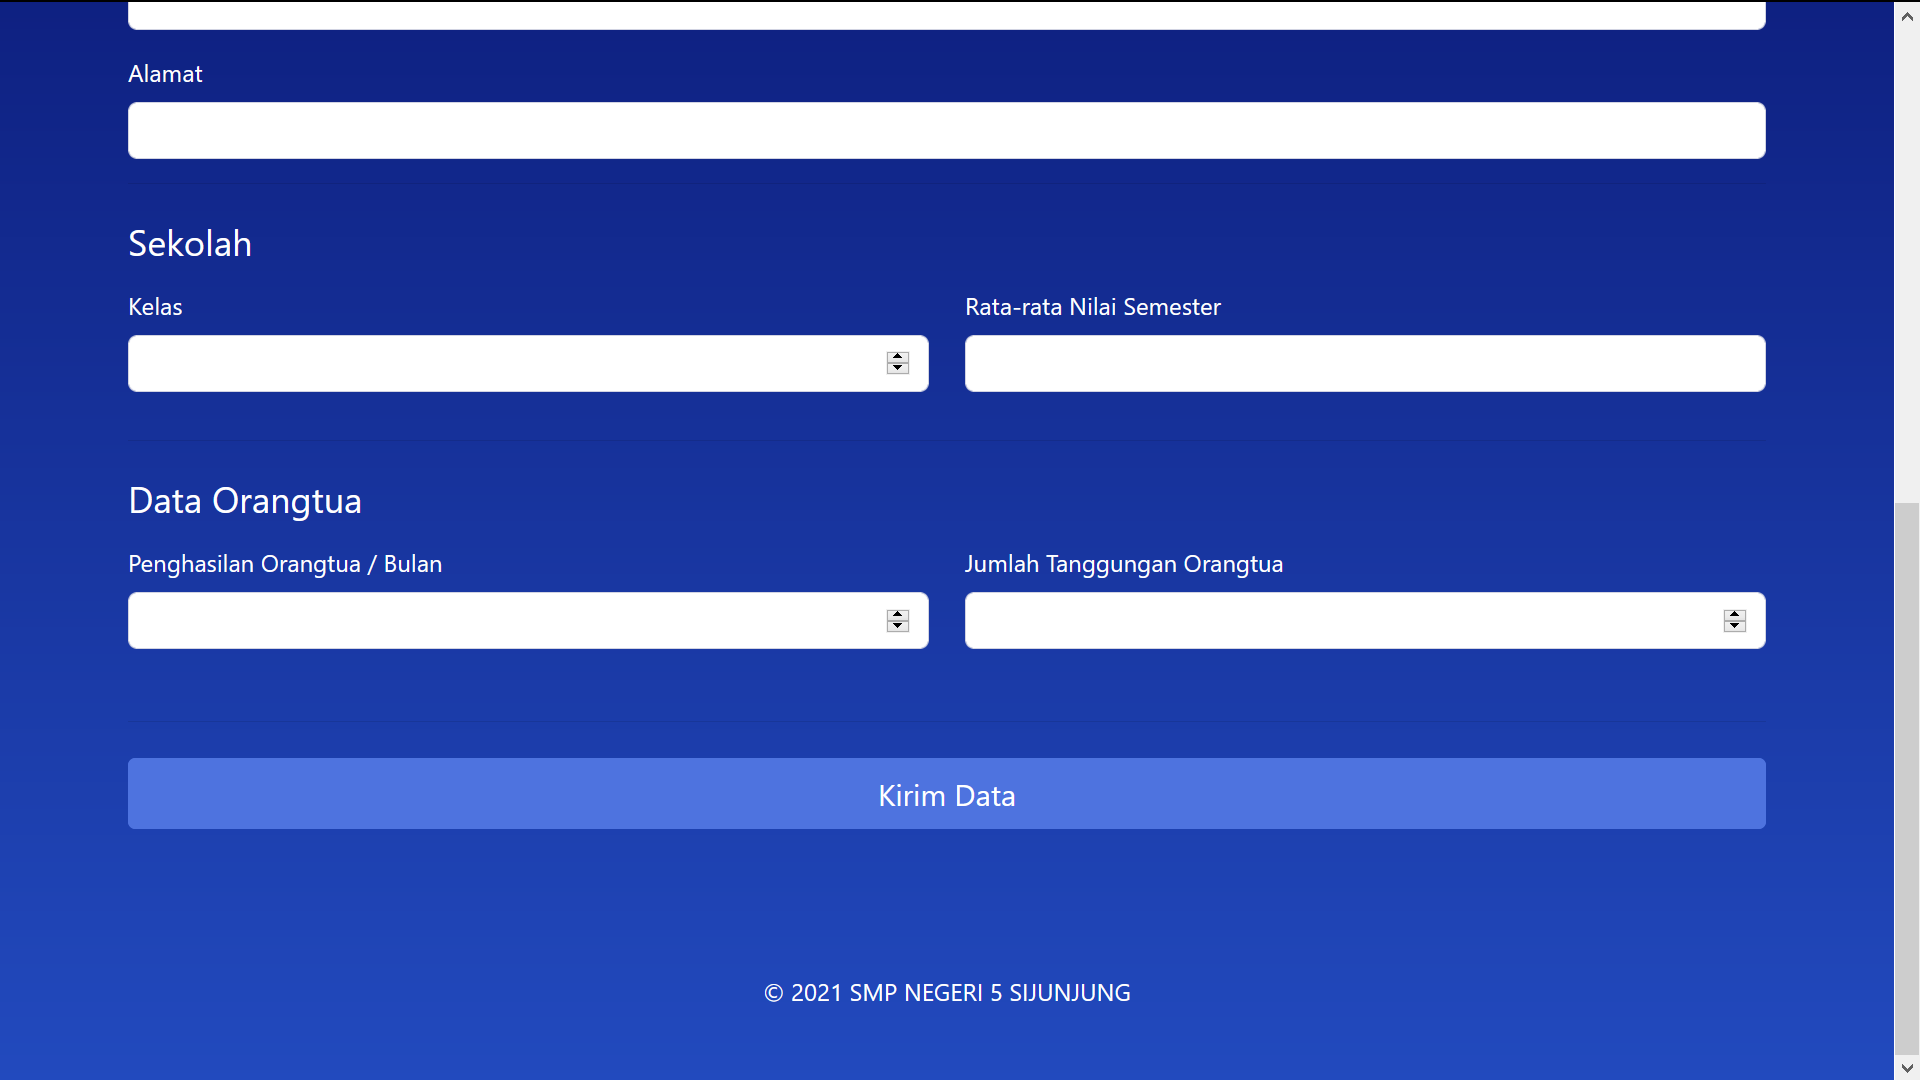 Alamat
Sekolah
Kelas
Rata-rata Nilai Semester
Data Orangtua
Penghasilan Orangtua / Bulan
Jumlah Tanggungan Orangtua
Kirim Data
© 2021 SMP NEGERI 5 SIJUNJUNG